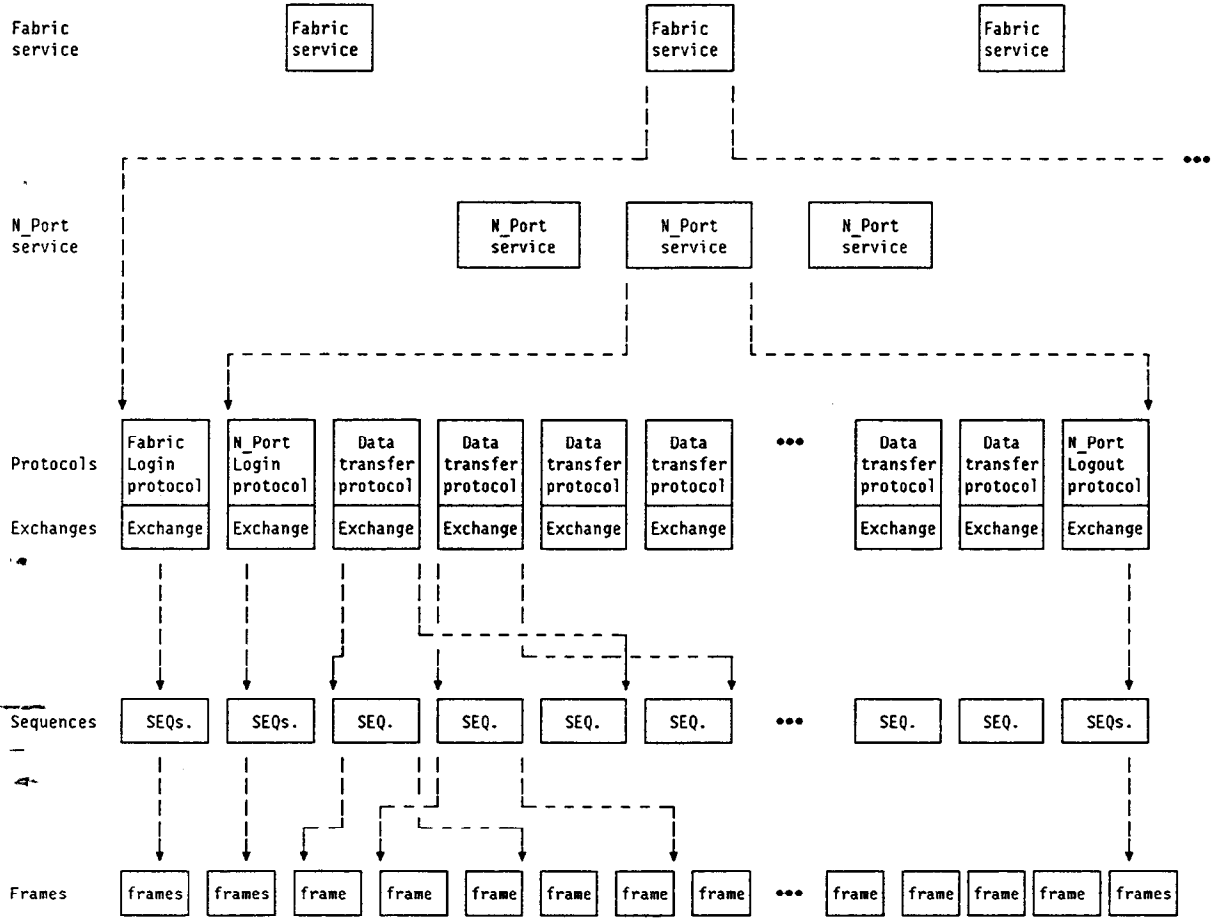 Fabric
service
Fabric
service
Fabric
service
Fabric
service
•••
N_Port
service
N_Port
service
N_Port
service
N_Port
service
Protocols
Fabric
Login
protocol
N_Port
Login
protocol
Data
transfer
protocol
Data
transfer
protocol
Data
transfer
protocol
Data
transfer
protocol
•••
Data
transfer
protocol
Data
transfer
protocol
N_Port
Logout
protocol
Exchanges
Exchange
Exchange
Exchange
Exchange
Exchange
Exchange
Exchange
Exchange
Exchange
Sequences
SEQs.
SEQs.
SEQ.
SEQ.
SEQ.
SEQ.
•••
SEQ.
SEQ.
SEQs.
Frames
frames
frames
frame
frame
frame
frame
frame
frame
•••
frame
frame
frame
frame
frames